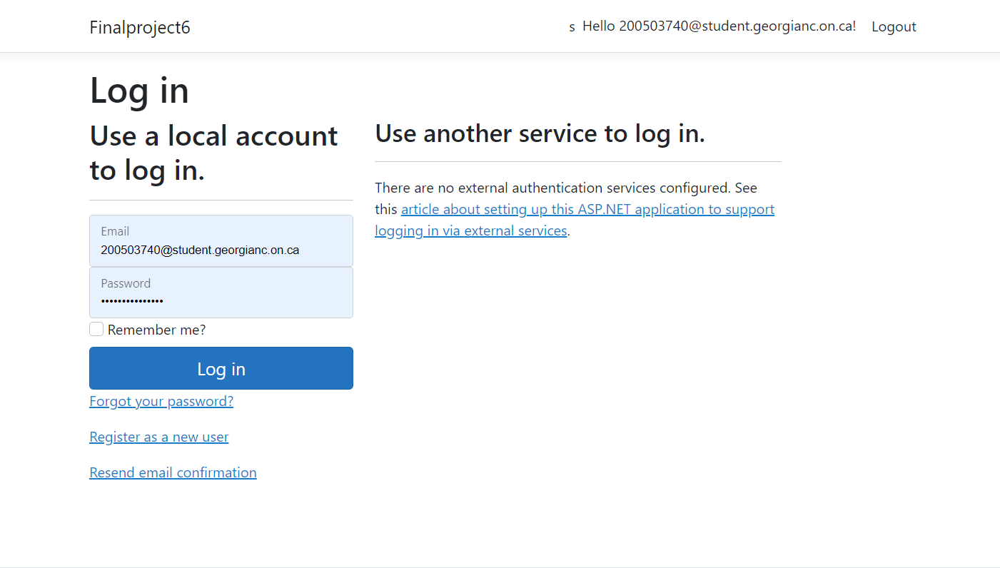 Finalproject6
s Hello 200503740@student.georgianc.on.ca! Logout
Log in
Use a local account
to log in.
Email
200503740@student.georgianc.on.ca
Password
•••••••••••••••
Remember me?
Log in
Forgot your password?
Register as a new user
Resend email confirmation
Use another service to log in.
There are no external authentication services configured. See
this article about setting up this ASP.NET application to support
logging in via external services.